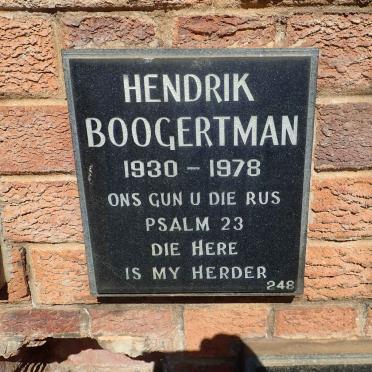 HENDRIK
BOOGERTMAN
1930 - 1978
ONS GUN U DIE RUS
PSALM 23
DIE HERE
IS MY HERDER
248